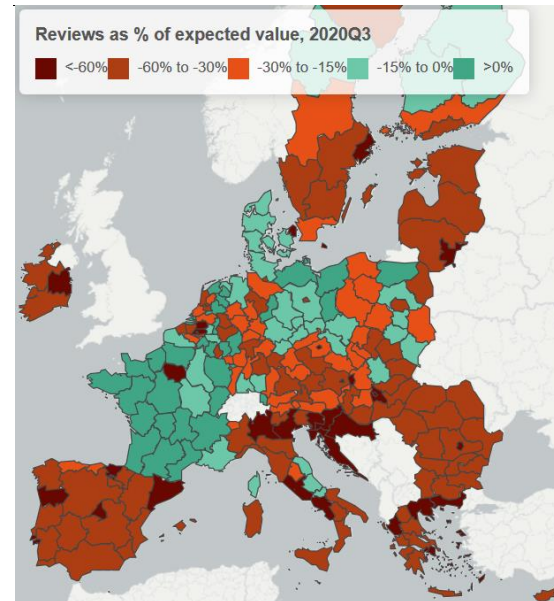 Reviews as % of expected value, 2020Q3
<-60% -60% to -30% -30% to -15% -15% to 0% >0%